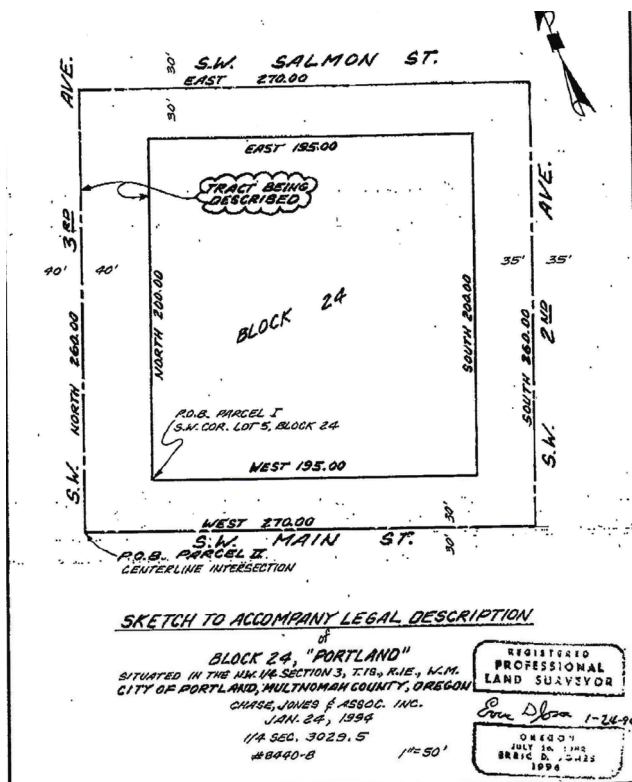 S.W. SALMON ST.
30'
EAST 270.00
30'
AVE.
3RD
NORTH 260.00
S.W.
40' 40'
EAST 195.00
TRACT BEING
DESCRIBED
NORTH 200.00
BLOCK 24
SOUTH 200.00
35' 35'
AVE.
2ND
SOUTH 260.00
S.W.
P.O.B. PARCEL I
S.W. COR. LOT 5, BLOCK 24
WEST 195.00
WEST 270.00
30'
S.W. MAIN ST.
30'
P.O.B. PARCEL II
CENTERLINE INTERSECTION
SKETCH TO ACCOMPANY LEGAL DESCRIPTION
of
BLOCK 24, "PORTLAND"
SITUATED IN THE N.W. 1/4 SECTION 3, T.1S., R.1E., W.M.
CITY OF PORTLAND, MULTNOMAH COUNTY, OREGON
CHASE, JONES & ASSOC. INC.
JAN. 24, 1994
1/4 SEC. 3029.5
#8440-B 1"=50'
REGISTERED
PROFESSIONAL
LAND SURVEYOR
OREGON
JULY
1996